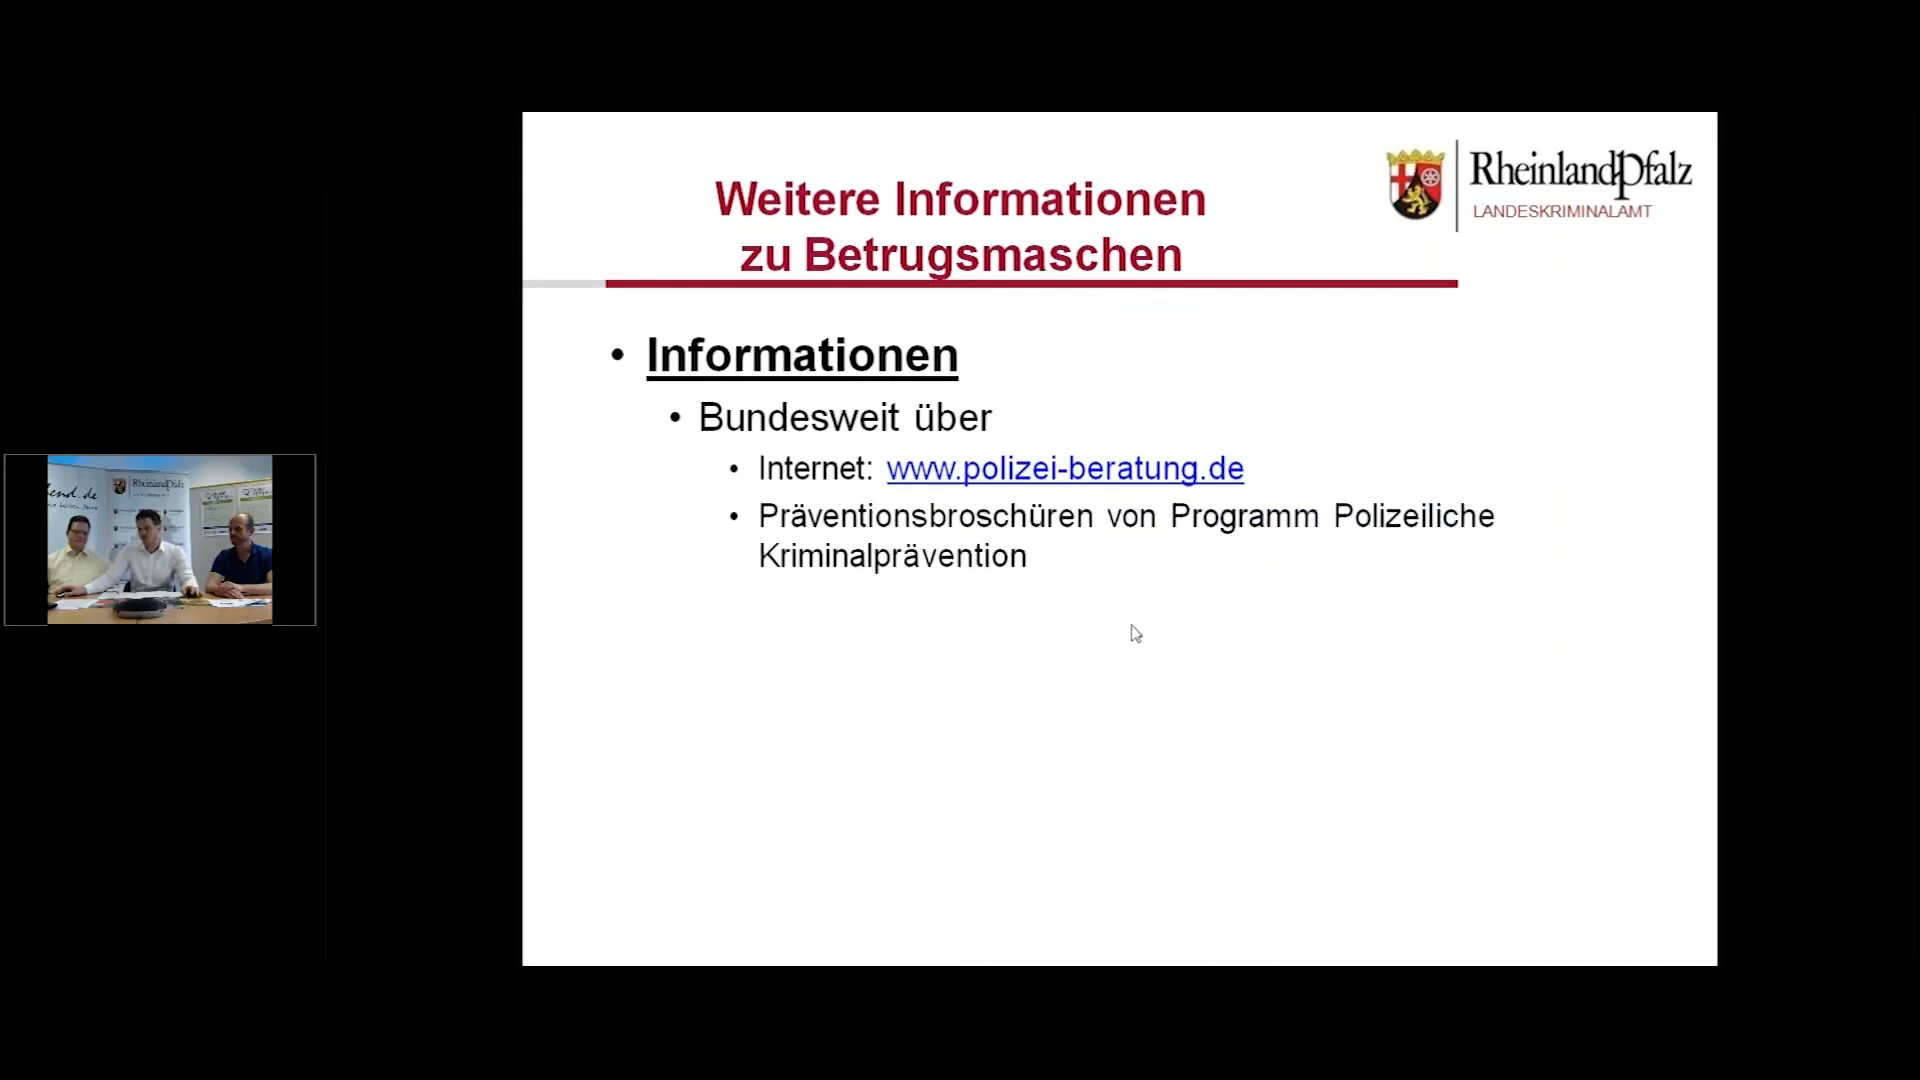 Weitere Informationen
zu Betrugsmaschen
RheinlandPfalz
LANDESKRIMINALAMT
• Informationen
• Bundesweit über
• Internet: www.polizei-beratung.de
• Präventionsbroschüren von Programm Polizeiliche
Kriminalprävention
RheinlandPfalz